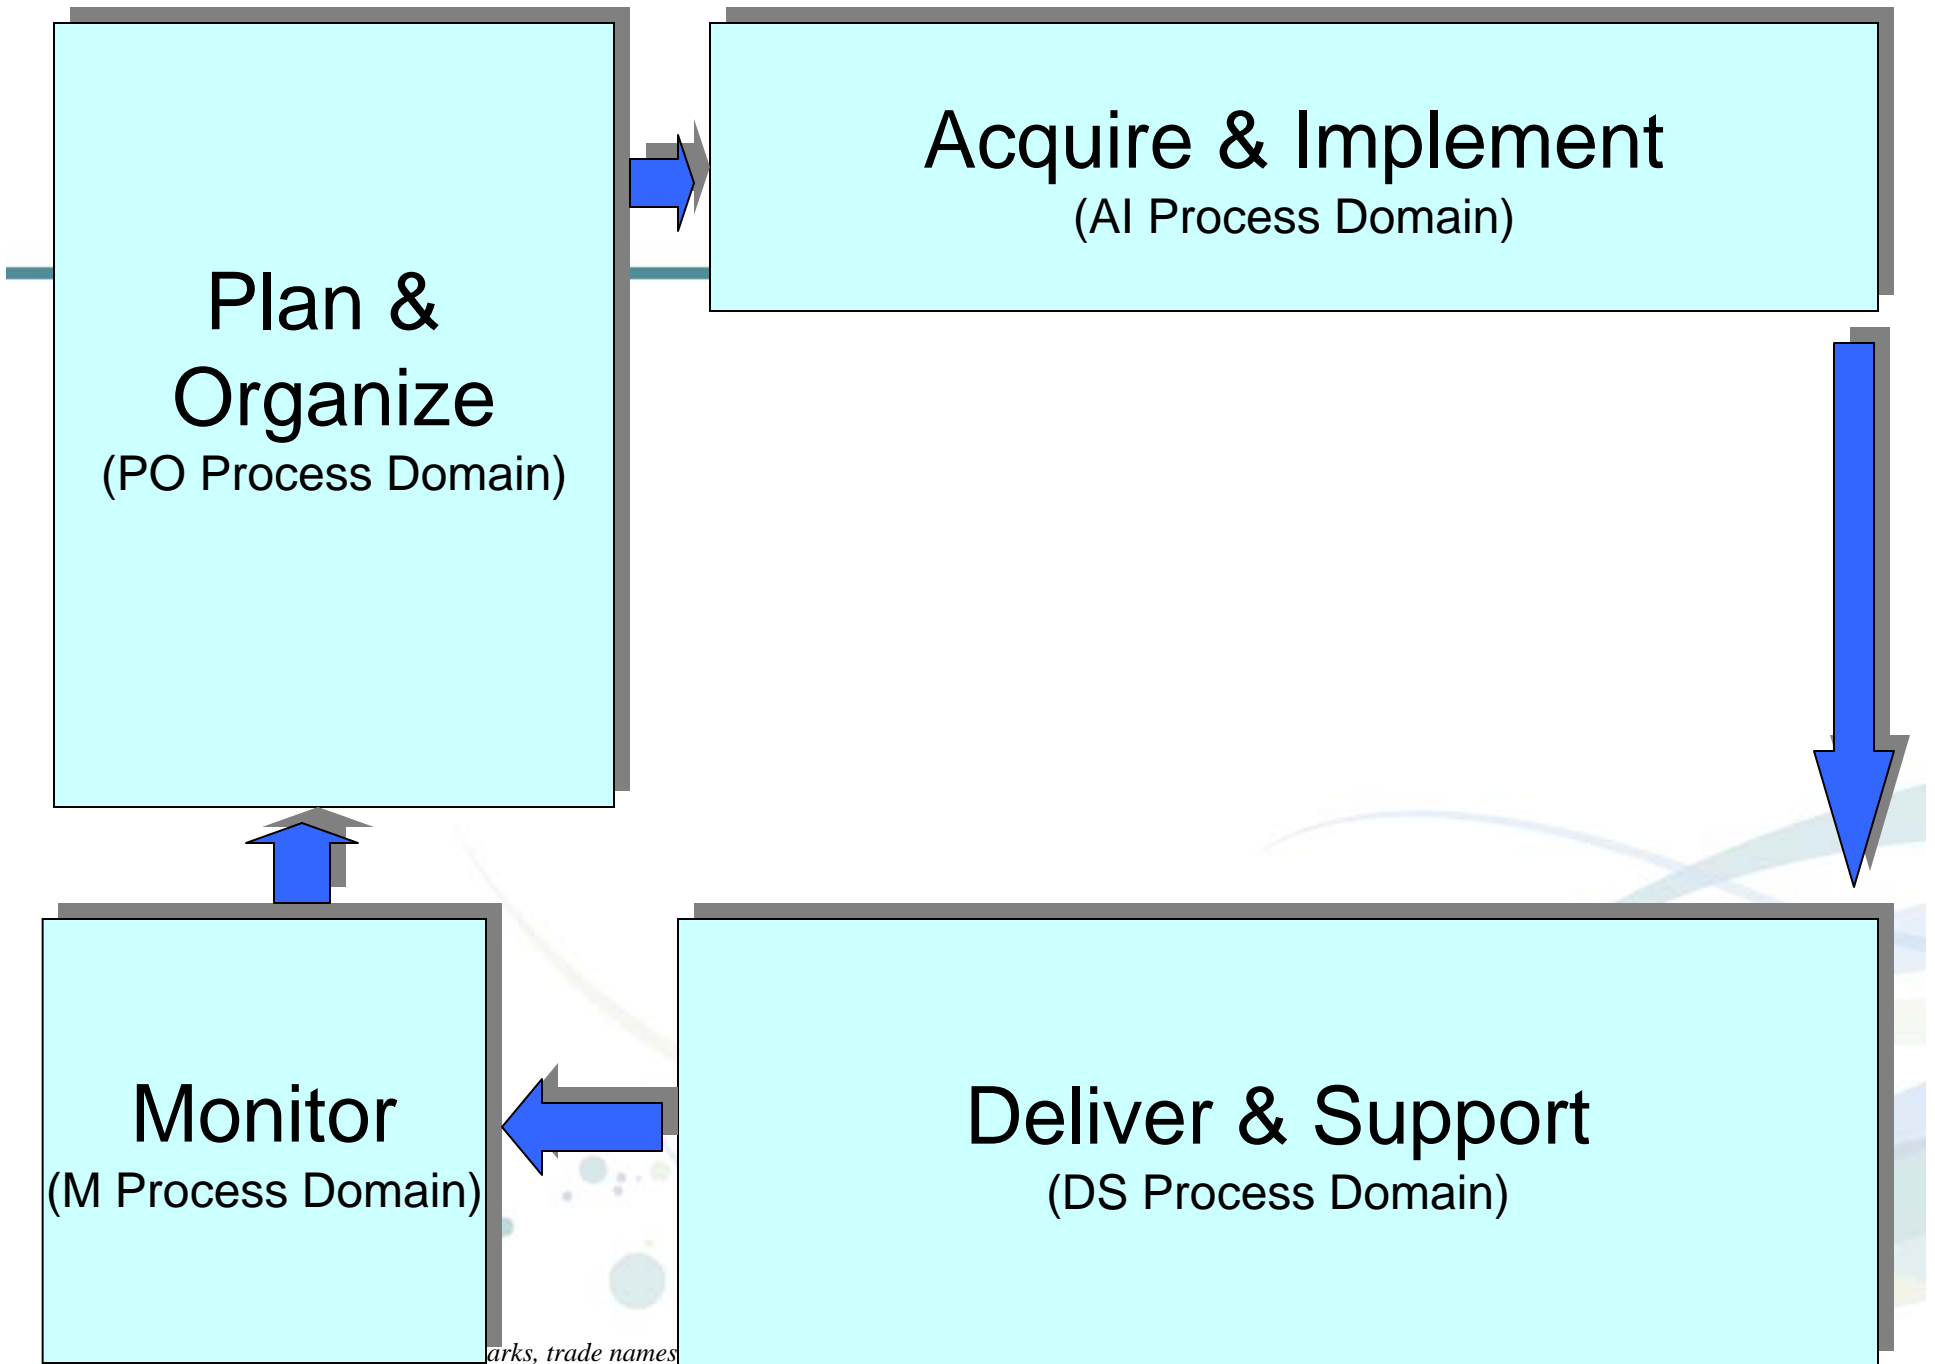 Plan &
Organize
(PO Process Domain)
Acquire & Implement
(AI Process Domain)
Monitor
(M Process Domain)
Deliver & Support
(DS Process Domain)
arks, trade names